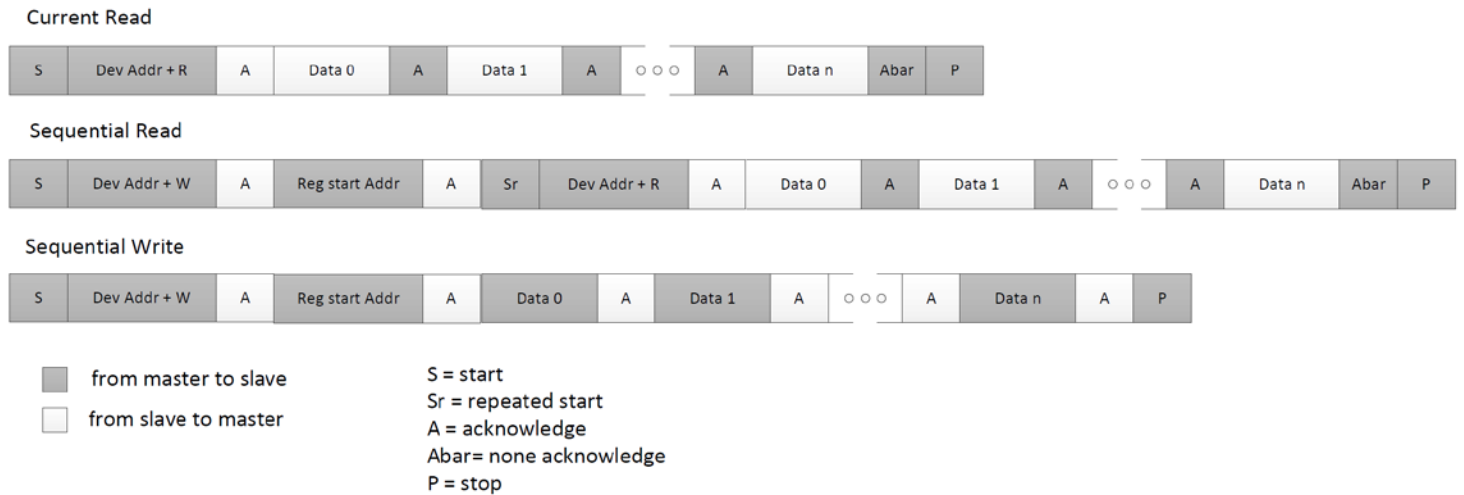 Current Read
S Dev Addr + R A Data 0 A Data 1 A A Data n Abar P
Sequential Read
S Dev Addr + W A Reg start Addr A Sr Dev Addr + R A Data 0 A Data 1 A A Data n Abar P
Sequential Write
S Dev Addr + W A Reg start Addr A Data 0 A Data 1 A A Data n A P
from master to slave
from slave to master
S = start
Sr = repeated start
A = acknowledge
Abar= none acknowledge
P = stop